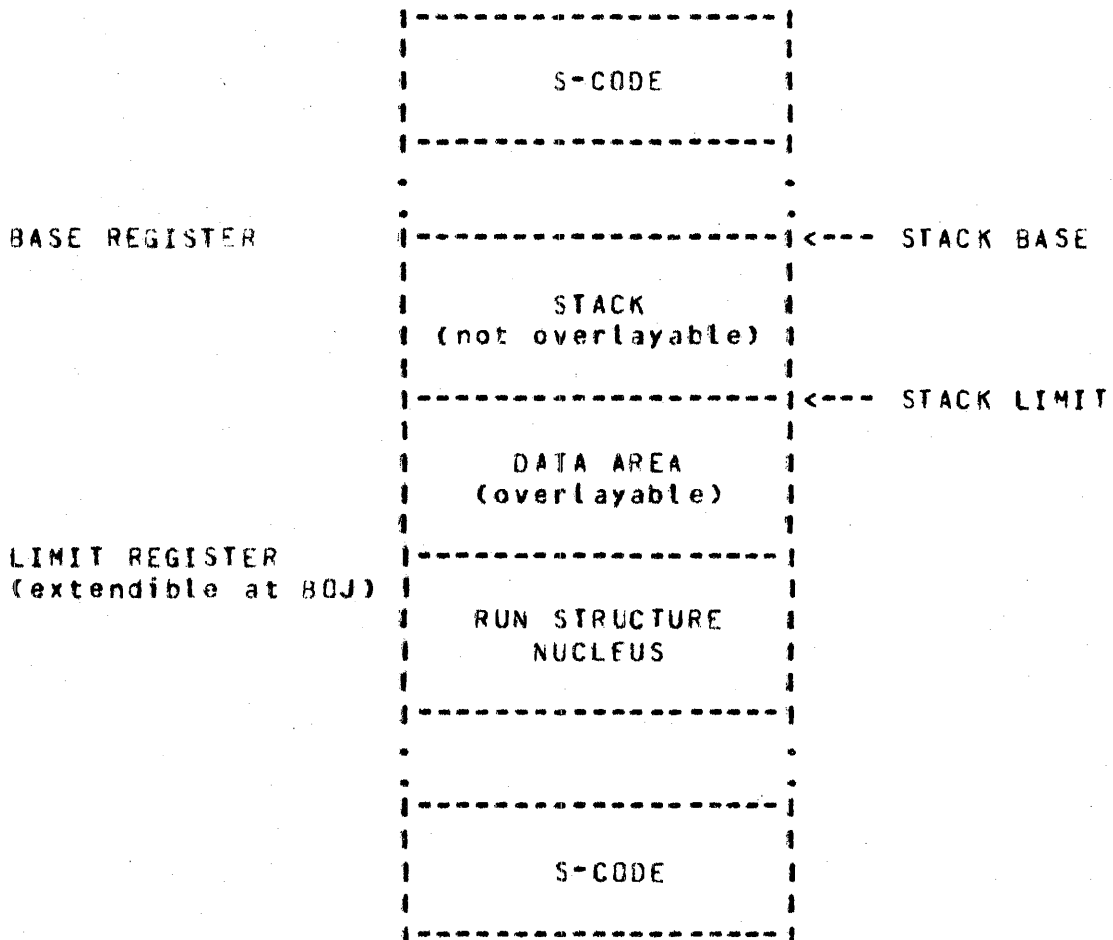 S-CODE
BASE REGISTER <--- STACK BASE
STACK
(not overlayable)
<--- STACK LIMIT
DATA AREA
(overlayable)
LIMIT REGISTER
(extendible at BOJ)
RUN STRUCTURE
NUCLEUS
S-CODE